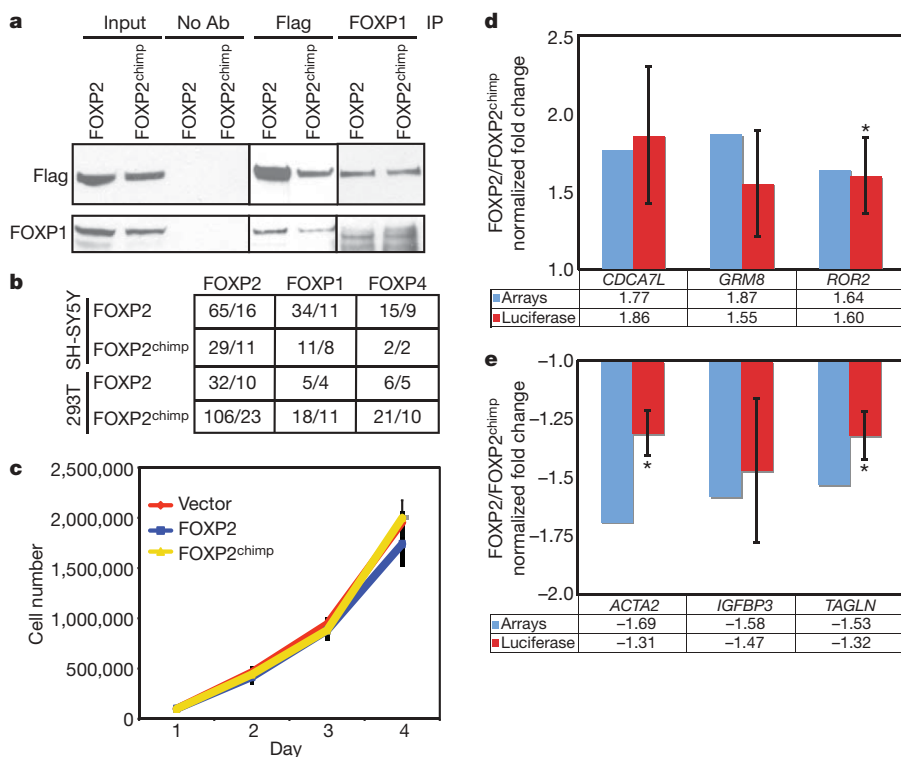 a
Input No Ab Flag FOXP1 IP
FOXP2 FOXP2chimp FOXP2 FOXP2chimp FOXP2 FOXP2chimp FOXP2 FOXP2chimp
Flag
FOXP1
b
FOXP2 FOXP1 FOXP4
SH-SY5Y
FOXP2 65/16 34/11 15/9
FOXP2chimp 29/11 11/8 2/2
293T
FOXP2 32/10 5/4 6/5
FOXP2chimp 106/23 18/11 21/10
c
2,500,000
2,000,000
1,500,000
1,000,000
500,000
0
Cell number
Vector
FOXP2
FOXP2chimp
1 2 3 4
Day
d
FOXP2/FOXP2chimp
normalized fold change
2.5
2.0
1.5
1.0
*
CDCA7L GRM8 ROR2
Arrays 1.77 1.87 1.64
Luciferase 1.86 1.55 1.60
e
FOXP2/FOXP2chimp
normalized fold change
−1.0
−1.25
−1.5
−1.75
−2.0
* *
ACTA2 IGFBP3 TAGLN
Arrays −1.69 −1.58 −1.53
Luciferase −1.31 −1.47 −1.32